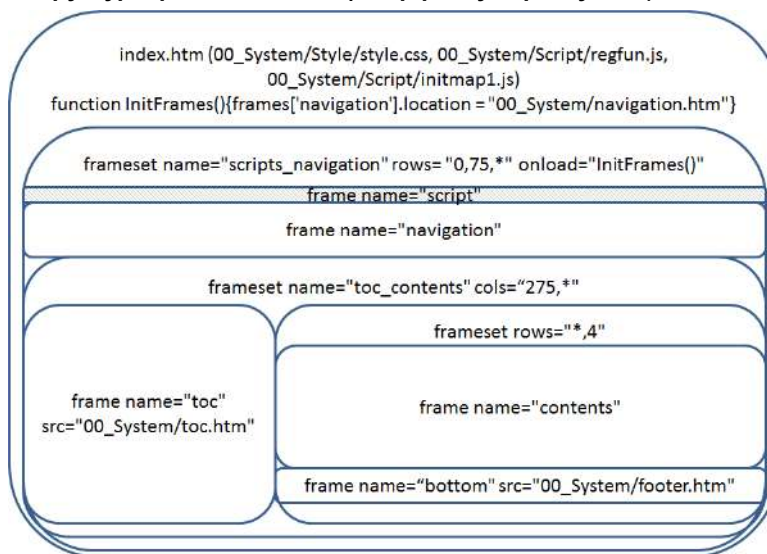 index.htm (00_System/Style/style.css, 00_System/Script/regfun.js,
00_System/Script/initmap1.js)
function InitFrames(){frames['navigation'].location = "00_System/navigation.htm"}
frameset name="scripts_navigation" rows= "0,75,*" onload="InitFrames()"
frame name="script"
frame name="navigation"
frameset name="toc_contents" cols=“275,*"
frameset rows="*,4"
frame name="toc"
src="00_System/toc.htm"
frame name="contents"
frame name=“bottom" src="00_System/footer.htm"